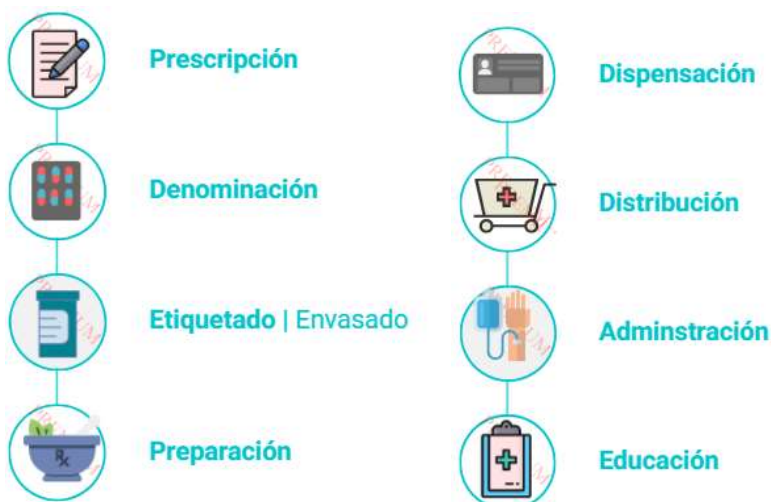 Prescripción
Denominación
Etiquetado | Envasado
Preparación
Dispensación
Distribución
Adminstración
Educación